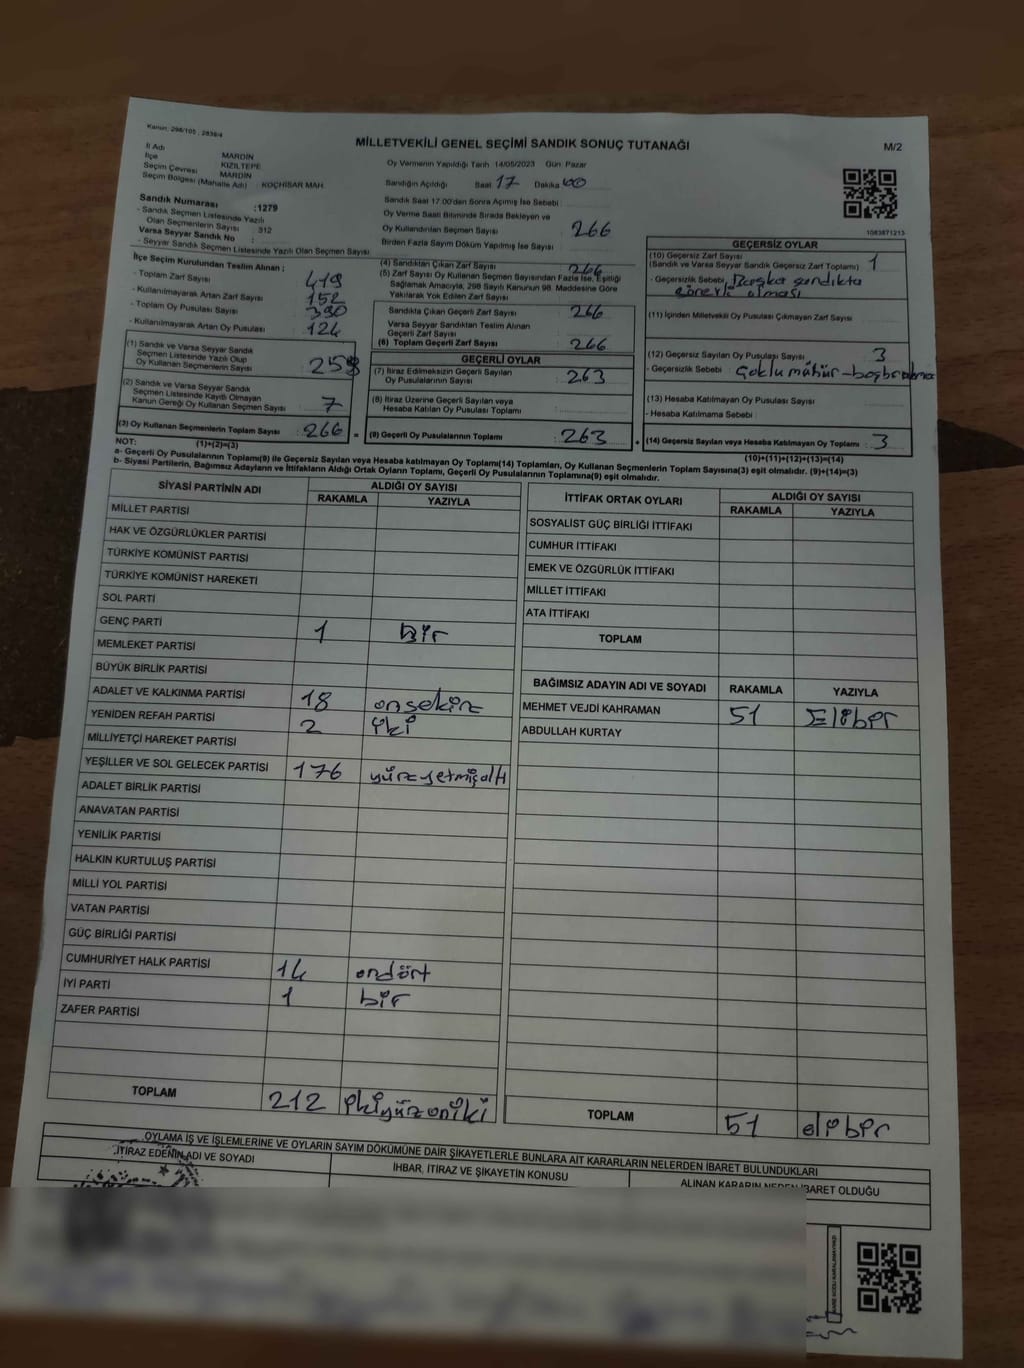 Kanun: 298/105 , 2839/4
MİLLETVEKİLİ GENEL SEÇİMİ SANDIK SONUÇ TUTANAĞI
M/2
İl Adı MARDİN
İlçe KIZILTEPE
Seçim Çevresi MARDİN
Seçim Bölgesi (Mahalle Adı) : KOÇHİSAR MAH.
Oy Vermenin Yapıldığı Tarih 14/05/2023 Gün: Pazar
Sandığın Açıldığı Saat 17 Dakika 00
Sandık Saat 17.00'den Sonra Açılmış İse Sebebi
Oy Verme Saati Bitiminde Sırada Bekleyen ve
Oy Kullandırılan Seçmen Sayısı 266
Birden Fazla Sayım Döküm Yapılmış İse Sayısı
1083871213
Sandık Numarası :1279
- Sandık Seçmen Listesinde Yazılı
Olan Seçmenlerin Sayısı : 312
Varsa Seyyar Sandık No :
- Seyyar Sandık Seçmen Listesinde Yazılı Olan Seçmen Sayısı
İlçe Seçim Kurulundan Teslim Alınan ;
- Toplam Zarf Sayısı 419
- Kullanılmayarak Artan Zarf Sayısı 152
- Toplam Oy Pusulası Sayısı 390
- Kullanılmayarak Artan Oy Pusulası 124
(1) Sandık ve Varsa Seyyar Sandık
Seçmen Listesinde Yazılı Olup
Oy Kullanan Seçmenlerin Sayısı : 259
(2) Sandık ve Varsa Seyyar Sandık
Seçmen Listesinde Kayıtlı Olmayan
Kanun Gereği Oy Kullanan Seçmen Sayısı 7
(3) Oy Kullanan Seçmenlerin Toplam Sayısı : 266
(1)+(2)=(3)
(4) Sandıktan Çıkan Zarf Sayısı 266
(5) Zarf Sayısı Oy Kullanan Seçmen Sayısından Fazla İse, Eşitliği
Sağlamak Amacıyla, 298 Sayılı Kanunun 98. Maddesine Göre
Yakılarak Yok Edilen Zarf Sayısı
Sandıkta Çıkan Geçerli Zarf Sayısı : 266
Varsa Seyyar Sandıktan Teslim Alınan
Geçerli Zarf Sayısı
(6) Toplam Geçerli Zarf Sayısı : 266
GEÇERLİ OYLAR
(7) İtiraz Edilmeksizin Geçerli Sayılan
Oy Pusulalarının Sayısı : 263
(8) İtiraz Üzerine Geçerli Sayılan veya
Hesaba Katılan Oy Pusulası Toplamı
= (9) Geçerli Oy Pusulalarının Toplamı : 263
GEÇERSİZ OYLAR
(10) Geçersiz Zarf Sayısı
(Sandık ve Varsa Seyyar Sandık Geçersiz Zarf Toplamı) 1
- Geçersizlik Sebebi : Başka sandıkta
görevli olması
(11) İçinden Milletvekili Oy Pusulası Çıkmayan Zarf Sayısı
(12) Geçersiz Sayılan Oy Pusulası Sayısı 3
- Geçersizlik Sebebi : Çoklu mühür-boş
(13) Hesaba Katılmayan Oy Pusulası Sayısı
- Hesaba Katılmama Sebebi
+ (14) Geçersiz Sayılan veya Hesaba Katılmayan Oy Toplamı : 3
(10)+(11)+(12)+(13)=(14)
NOT:
a- Geçerli Oy Pusulasının Toplamı(9) ile Geçersiz Sayılan veya Hesaba Katılmayan Oy Toplamı(14) Toplamları, Oy Kullanan Seçmenlerin Toplam Sayısına(3) eşit olmalıdır. (9)+(14)=(3)
b- Siyasi Partilerin, Bağımsız Adayların ve İttifakların Aldığı Ortak Oyların Toplamı, Geçerli Oy Pusulalarının Toplamına(9) eşit olmalıdır.
SİYASİ PARTİNİN ADI
ALDIĞI OY SAYISI
RAKAMLA YAZIYLA
MİLLET PARTİSİ
HAK VE ÖZGÜRLÜKLER PARTİSİ
TÜRKİYE KOMÜNİST PARTİSİ
TÜRKİYE KOMÜNİST HAREKETİ
SOL PARTİ
GENÇ PARTİ 1 bir
MEMLEKET PARTİSİ
BÜYÜK BİRLİK PARTİSİ
ADALET VE KALKINMA PARTİSİ 18 onsekiz
YENİDEN REFAH PARTİSİ 2 iki
MİLLİYETÇİ HAREKET PARTİSİ
YEŞİLLER VE SOL GELECEK PARTİSİ 176 yüzyetmişaltı
ADALET BİRLİK PARTİSİ
ANAVATAN PARTİSİ
YENİLİK PARTİSİ
HALKIN KURTULUŞ PARTİSİ
MİLLİ YOL PARTİSİ
VATAN PARTİSİ
GÜÇ BİRLİĞİ PARTİSİ
CUMHURİYET HALK PARTİSİ 14 ondört
İYİ PARTİ 1 bir
ZAFER PARTİSİ
TOPLAM 212 ikiyüzoniki
İTTİFAK ORTAK OYLARI
ALDIĞI OY SAYISI
RAKAMLA YAZIYLA
SOSYALİST GÜÇ BİRLİĞİ İTTİFAKI
CUMHUR İTTİFAKI
EMEK VE ÖZGÜRLÜK İTTİFAKI
MİLLET İTTİFAKI
ATA İTTİFAKI
TOPLAM
BAĞIMSIZ ADAYIN ADI VE SOYADI RAKAMLA YAZIYLA
MEHMET VEJDİ KAHRAMAN 51 Elibir
ABDULLAH KURTAY
TOPLAM 51 elibir
OYLAMA İŞ VE İŞLEMLERİNE VE OYLARIN SAYIM DÖKÜMÜNE DAİR ŞİKAYETLERLE BUNLARA AİT KARARLARIN NELERDEN İBARET BULUNDUKLARI
İTİRAZ EDENİN ADI VE SOYADI
İHBAR, İTİRAZ VE ŞİKAYETİN KONUSU
ALINAN KARARIN NEDEN İBARET OLDUĞU